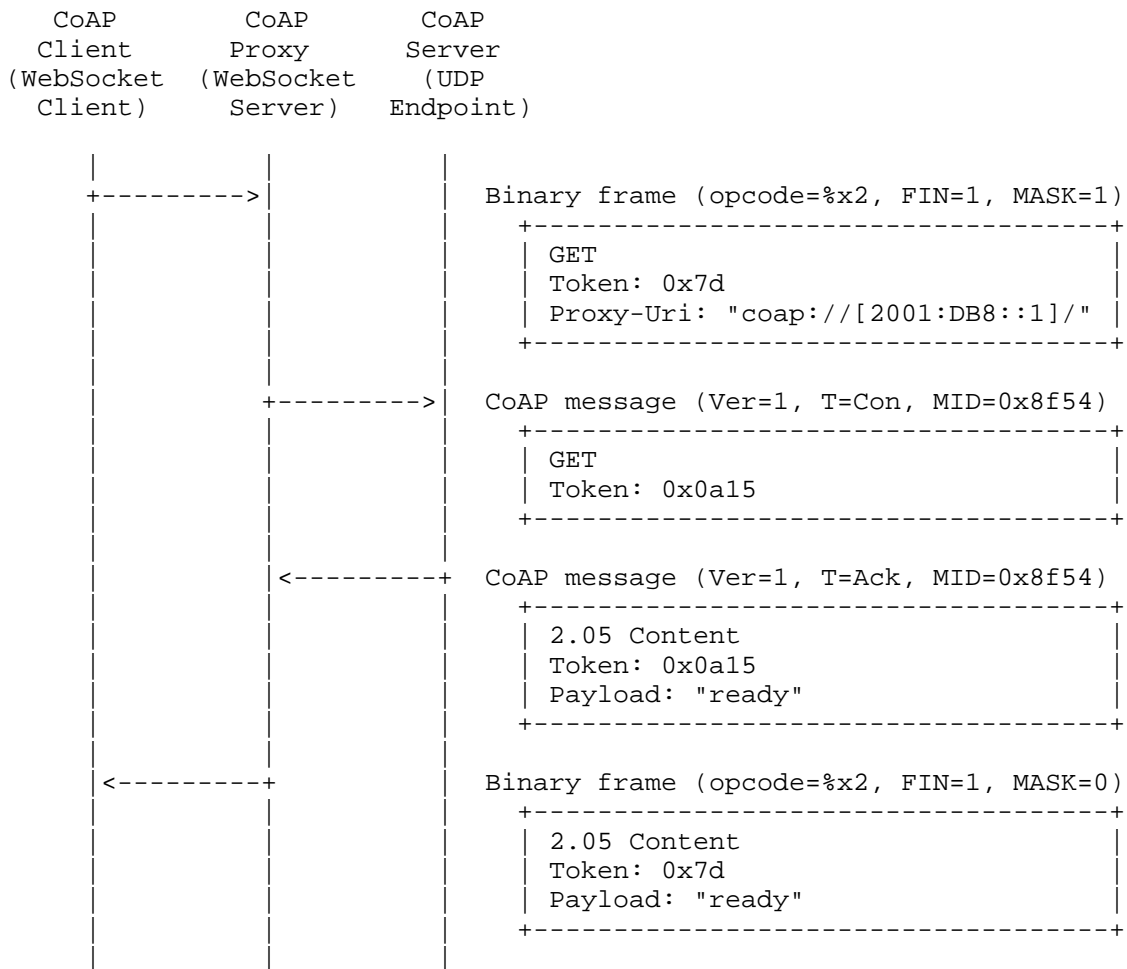 CoAP CoAP CoAP
Client Proxy Server
(WebSocket (WebSocket (UDP
Client) Server) Endpoint)
Binary frame (opcode=%x2, FIN=1, MASK=1)
GET
Token: 0x7d
Proxy-Uri: "coap://[2001:DB8::1]/"
CoAP message (Ver=1, T=Con, MID=0x8f54)
GET
Token: 0x0a15
CoAP message (Ver=1, T=Ack, MID=0x8f54)
2.05 Content
Token: 0x0a15
Payload: "ready"
Binary frame (opcode=%x2, FIN=1, MASK=0)
2.05 Content
Token: 0x7d
Payload: "ready"